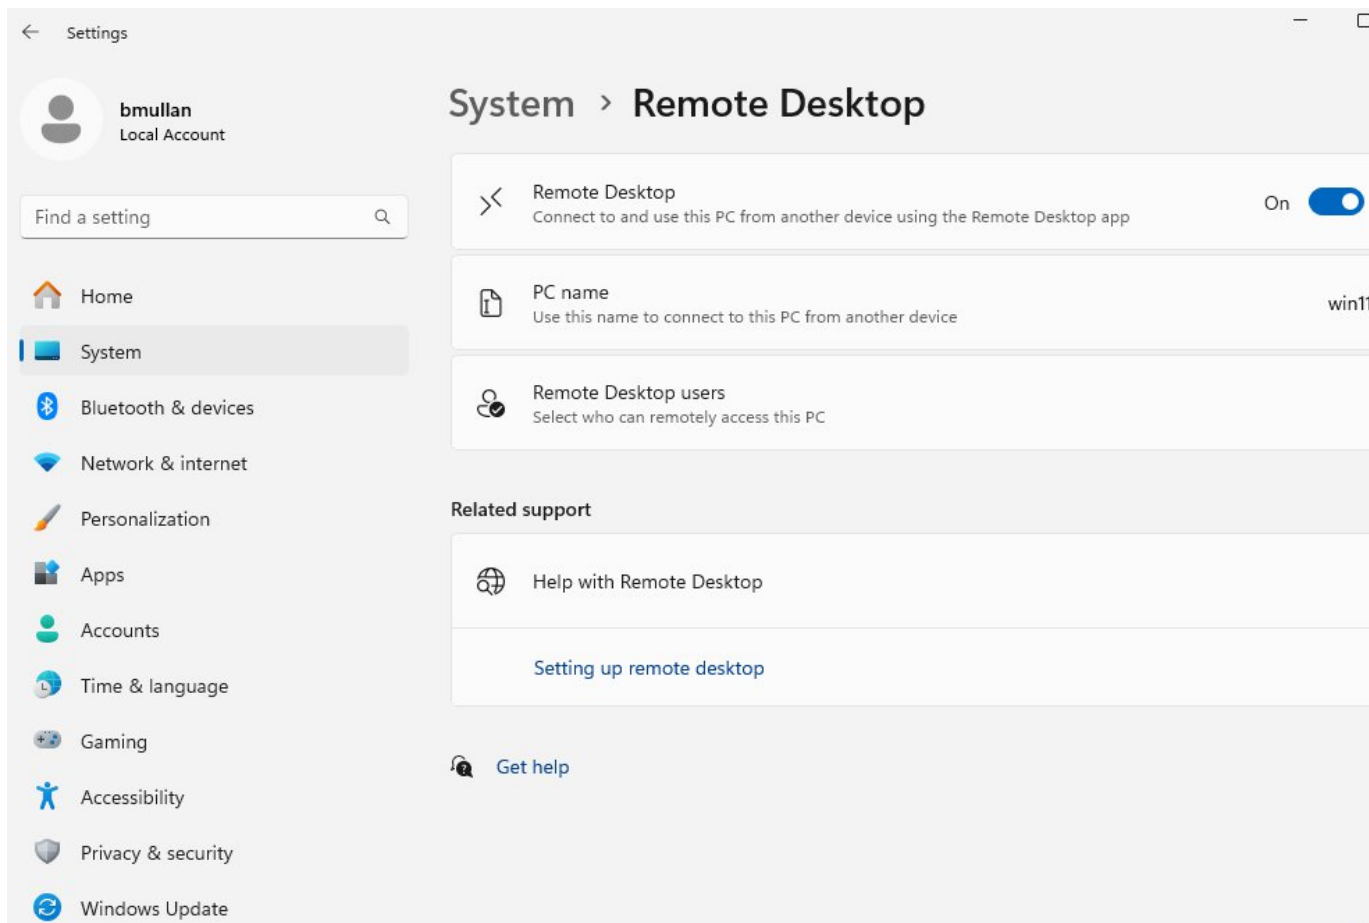 Settings
bmullan
Local Account
Find a setting
Home
System
Bluetooth & devices
Network & internet
Personalization
Apps
Accounts
Time & language
Gaming
Accessibility
Privacy & security
Windows Update
System > Remote Desktop
Remote Desktop
Connect to and use this PC from another device using the Remote Desktop app
On
PC name
Use this name to connect to this PC from another device
win11
Remote Desktop users
Select who can remotely access this PC
Related support
Help with Remote Desktop
Setting up remote desktop
Get help